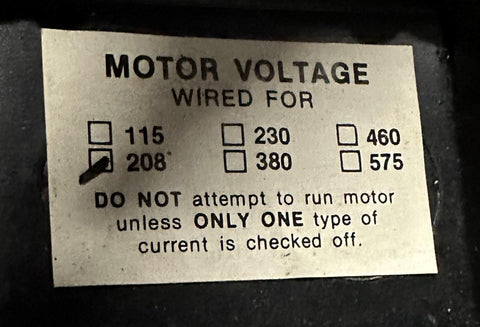 MOTOR VOLTAGE
WIRED FOR
115 230 460
208 380 575
DO NOT attempt to run motor
unless ONLY ONE type of
current is checked off.